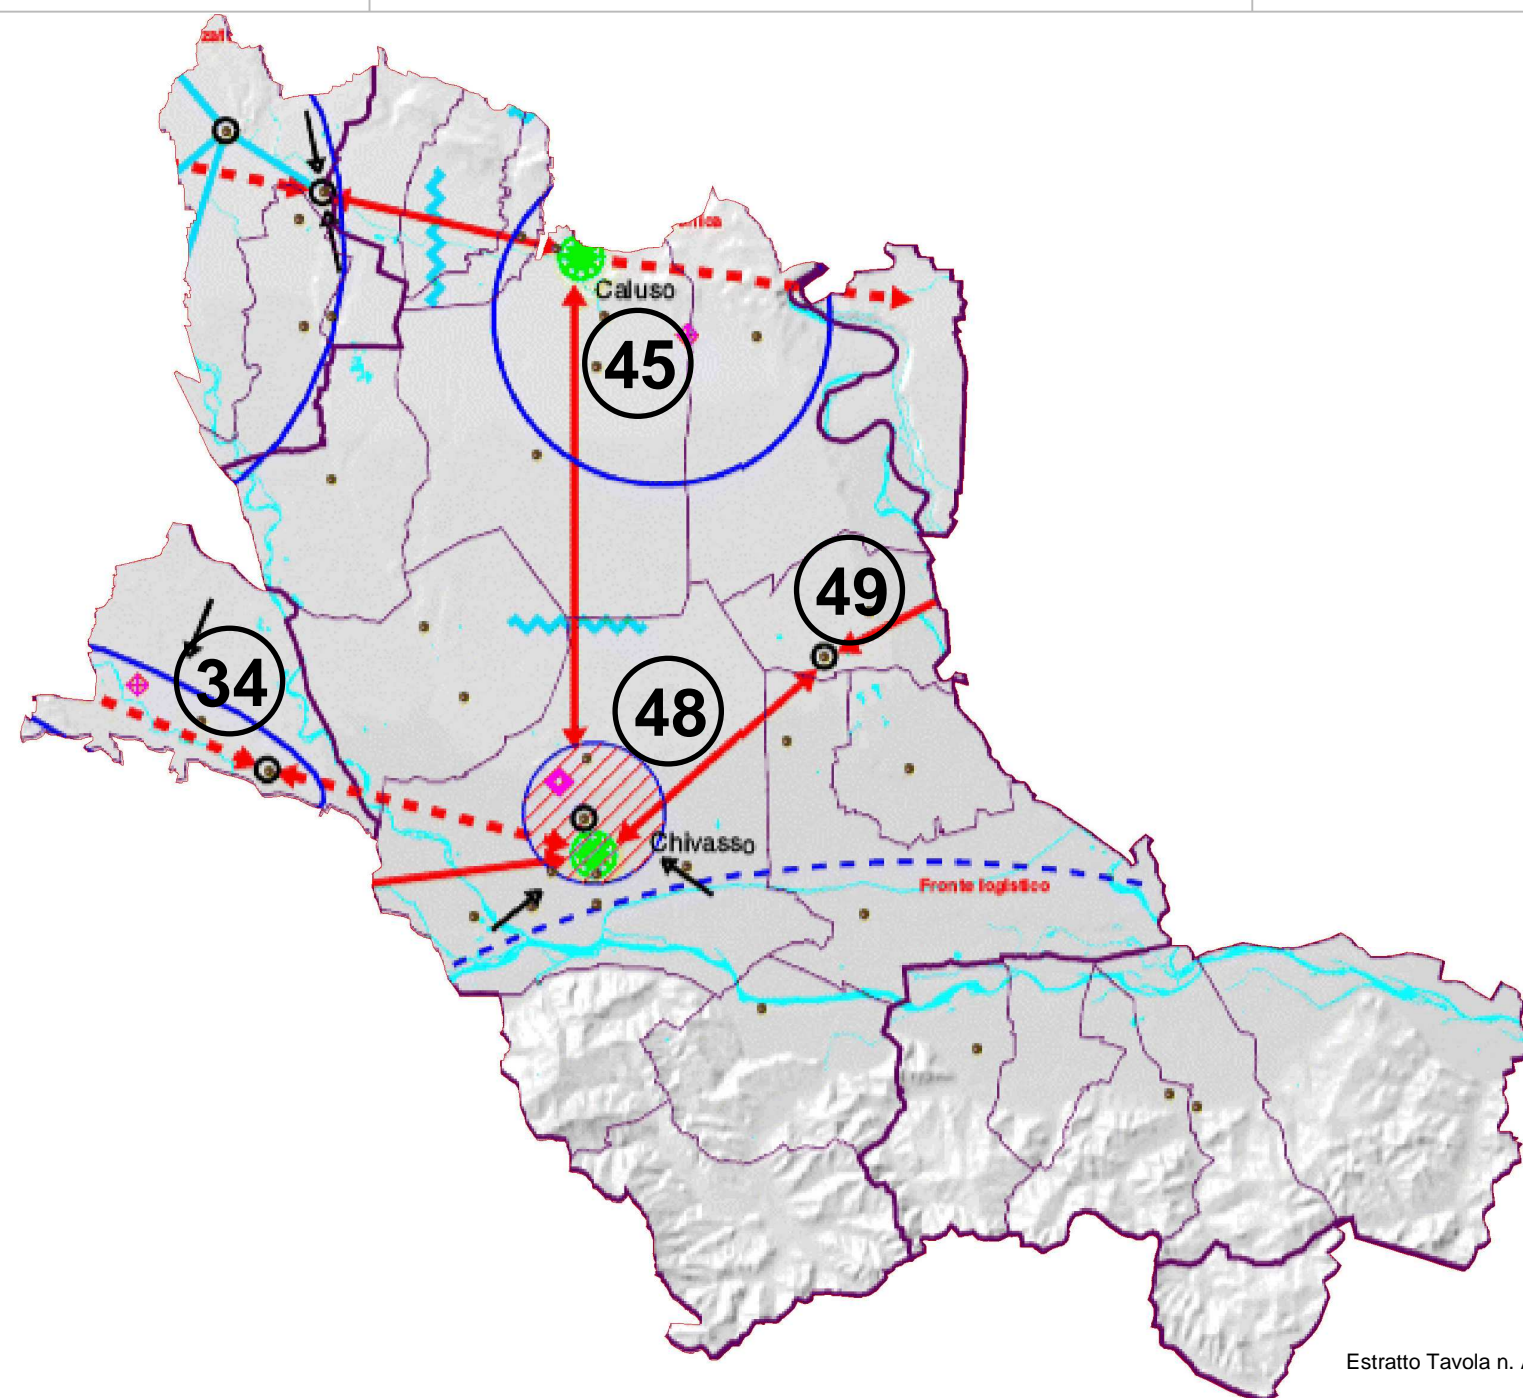 Caluso
45
49
34
48
Chivasso
Fronte logistico
Estratto Tavola n.